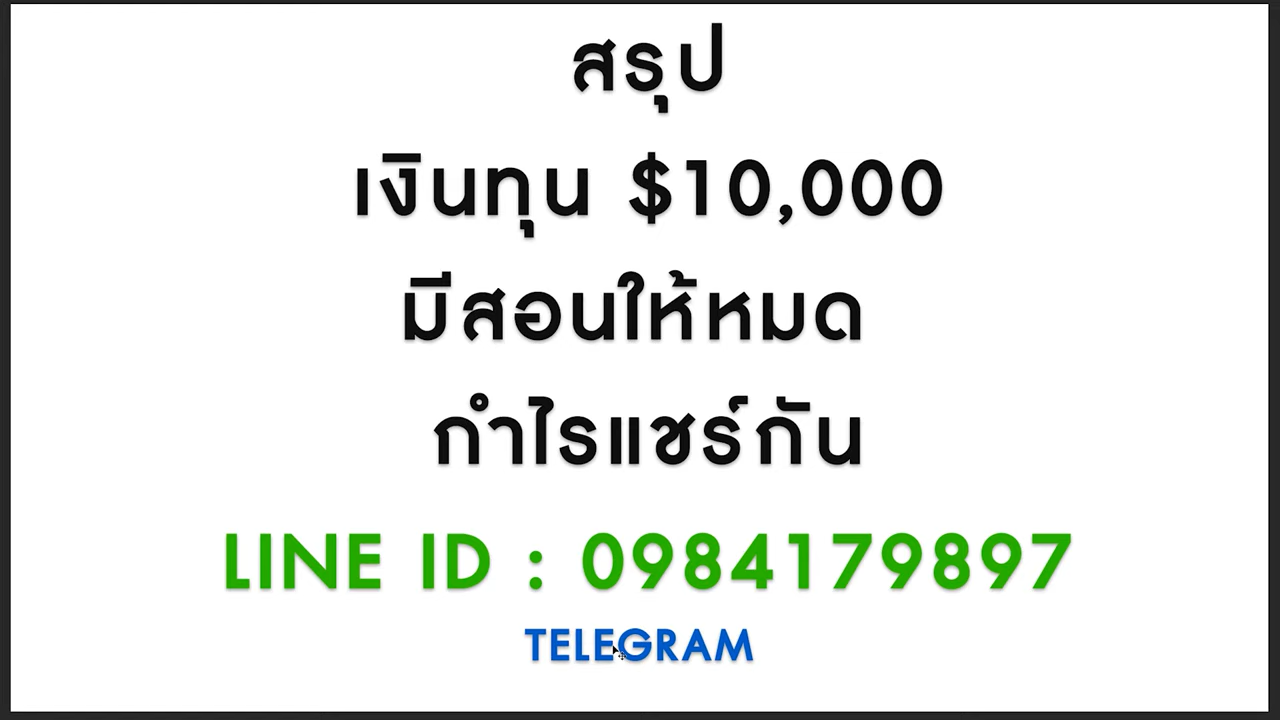 สรุป
เงินทุน $10,000
มีสอนให้หมด
กำไรแชร์กัน
LINE ID : 0984179897
TELEGRAM